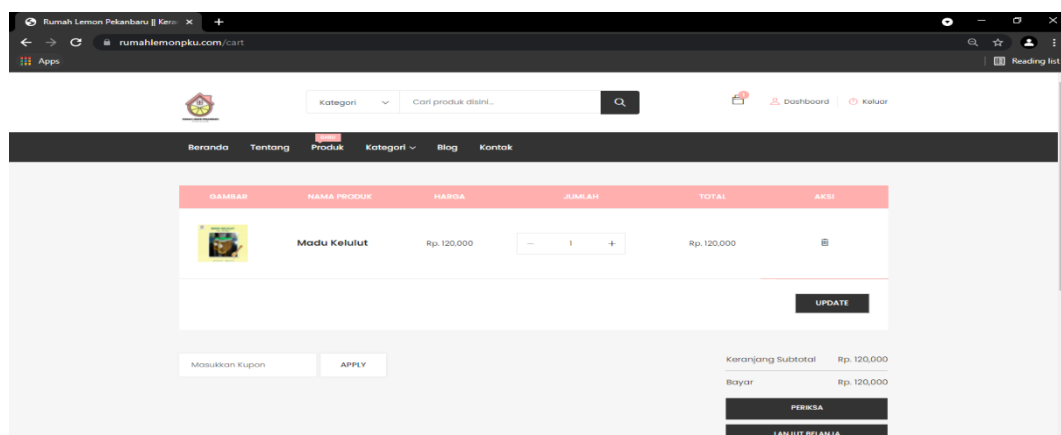 Rumah Lemon Pekanbaru || Kera
rumahlemonpku.com/cart
Apps
Reading list
Kategori
Cari produk disini...
1
Dashboard
Keluar
Beranda Tentang Produk Kategori Blog Kontak
GAMBAR NAMA PRODUK HARGA JUMLAH TOTAL AKSI
Madu Kelulut Rp. 120,000 − 1 + Rp. 120,000
UPDATE
Masukkan Kupon APPLY
Keranjang Subtotal Rp. 120,000
Bayar Rp. 120,000
PERIKSA
LANJUT BELANJA